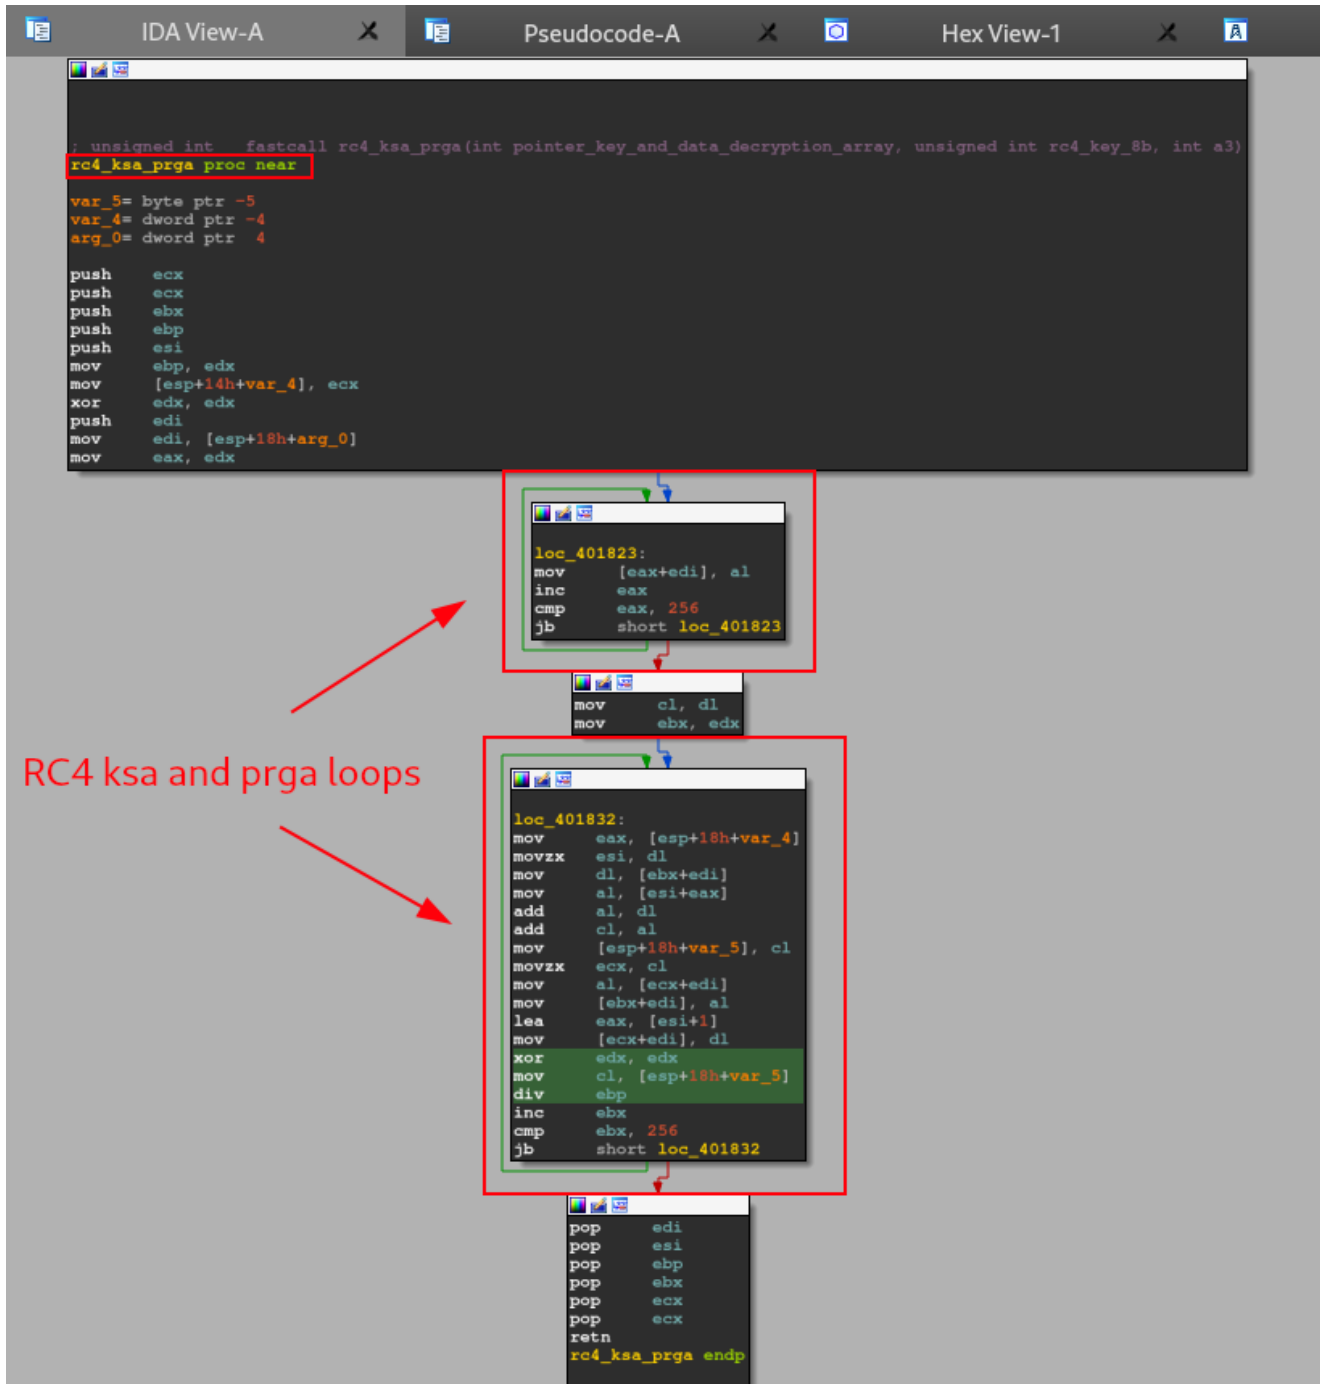 IDA View-A Pseudocode-A Hex View-1
; unsigned int fastcall rc4_ksa_prga(int pointer_key_and_data_decryption_array, unsigned int rc4_key_8b, int a3)
rc4_ksa_prga proc near
var_5= byte ptr -5
var_4= dword ptr -4
arg_0= dword ptr 4
push ecx
push ecx
push ebx
push ebp
push esi
mov ebp, edx
mov [esp+14h+var_4], ecx
xor edx, edx
push edi
mov edi, [esp+18h+arg_0]
mov eax, edx
loc_401823:
mov [eax+edi], al
inc eax
cmp eax, 256
jb short loc_401823
mov cl, dl
mov ebx, edx
RC4 ksa and prga loops
loc_401832:
mov eax, [esp+18h+var_4]
movzx esi, dl
mov dl, [ebx+edi]
mov al, [esi+eax]
add al, dl
add cl, al
mov [esp+18h+var_5], cl
movzx ecx, cl
mov al, [ecx+edi]
mov [ebx+edi], al
lea eax, [esi+1]
mov [ecx+edi], dl
xor edx, edx
mov cl, [esp+18h+var_5]
div ebp
inc ebx
cmp ebx, 256
jb short loc_401832
pop edi
pop esi
pop ebp
pop ebx
pop ecx
pop ecx
retn
rc4_ksa_prga endp